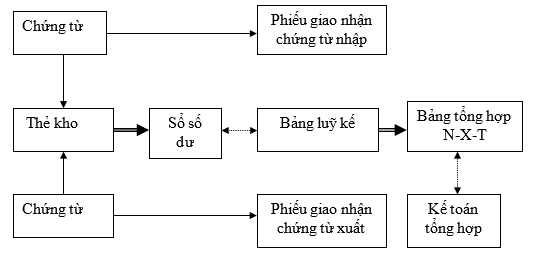 Chứng từ
Phiếu giao nhận
chứng từ nhập
Thẻ kho
Sổ số
dư
Bảng luỹ kế
Bảng tổng hợp
N-X-T
Chứng từ
Phiếu giao nhận
chứng từ xuất
Kế toán
tổng hợp